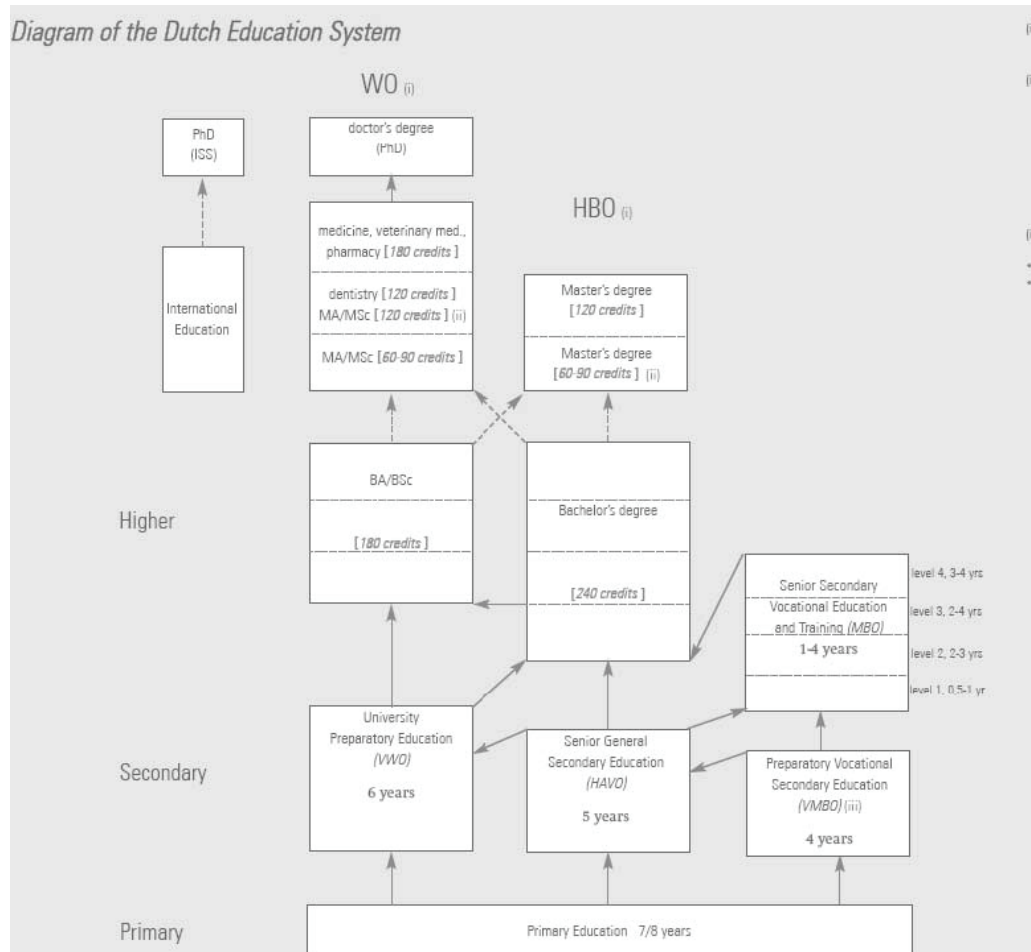 Diagram of the Dutch Education System
WO (i)
PhD
(ISS)
doctor's degree
(PhD)
HBO (i)
medicine, veterinary med.,
pharmacy [180 credits]
dentistry [120 credits]
MA/MSc [120 credits] (ii)
MA/MSc [60-90 credits]
International
Education
Master's degree
[120 credits]
Master's degree
[60-90 credits] (ii)
Higher
BA/BSc
[180 credits]
Bachelor's degree
[240 credits]
Senior Secondary
Vocational Education
and Training (MBO)
1-4 years
level 4, 3-4 yrs
level 3, 2-4 yrs
level 2, 2-3 yrs
level 1, 0,5-1 yr
Secondary
University
Preparatory Education
(VWO)
6 years
Senior General
Secondary Education
(HAVO)
5 years
Preparatory Vocational
Secondary Education
(VMBO) (iii)
4 years
Primary
Primary Education 7/8 years